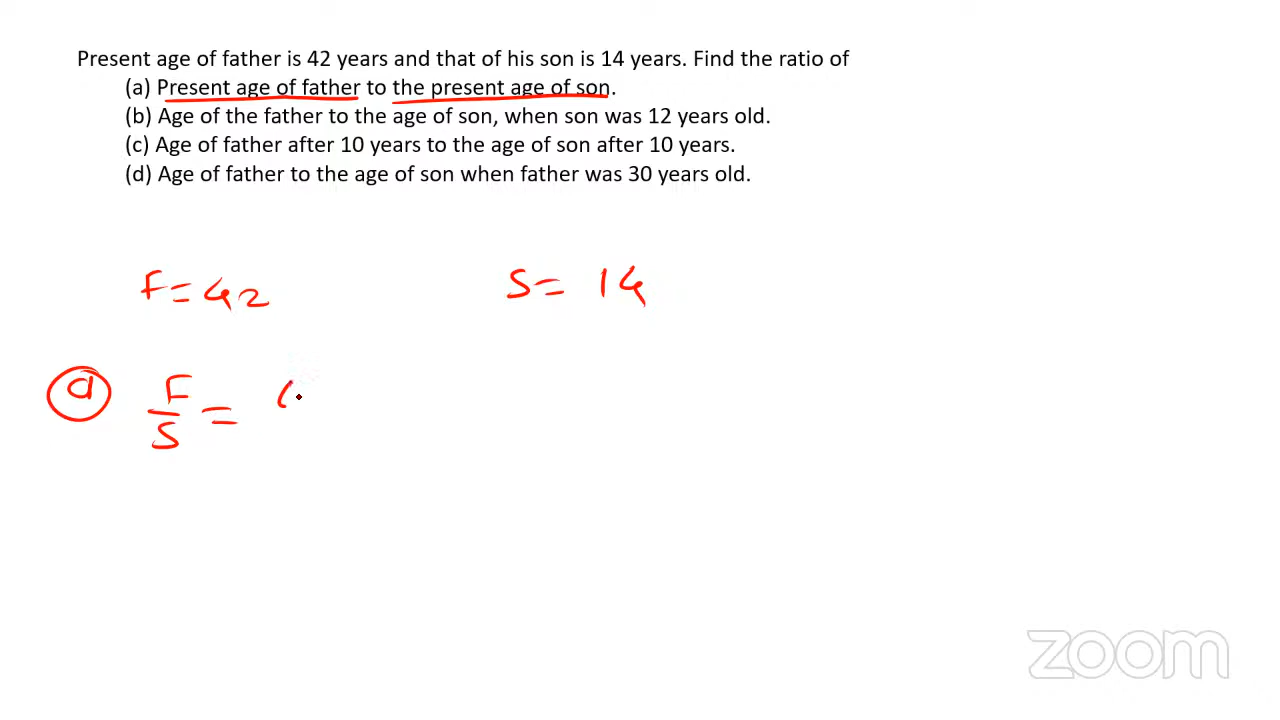 Present age of father is 42 years and that of his son is 14 years. Find the ratio of
(a) Present age of father to the present age of son.
(b) Age of the father to the age of son, when son was 12 years old.
(c) Age of father after 10 years to the age of son after 10 years.
(d) Age of father to the age of son when father was 30 years old.
F = 42 S = 14
a F/S =
zoom